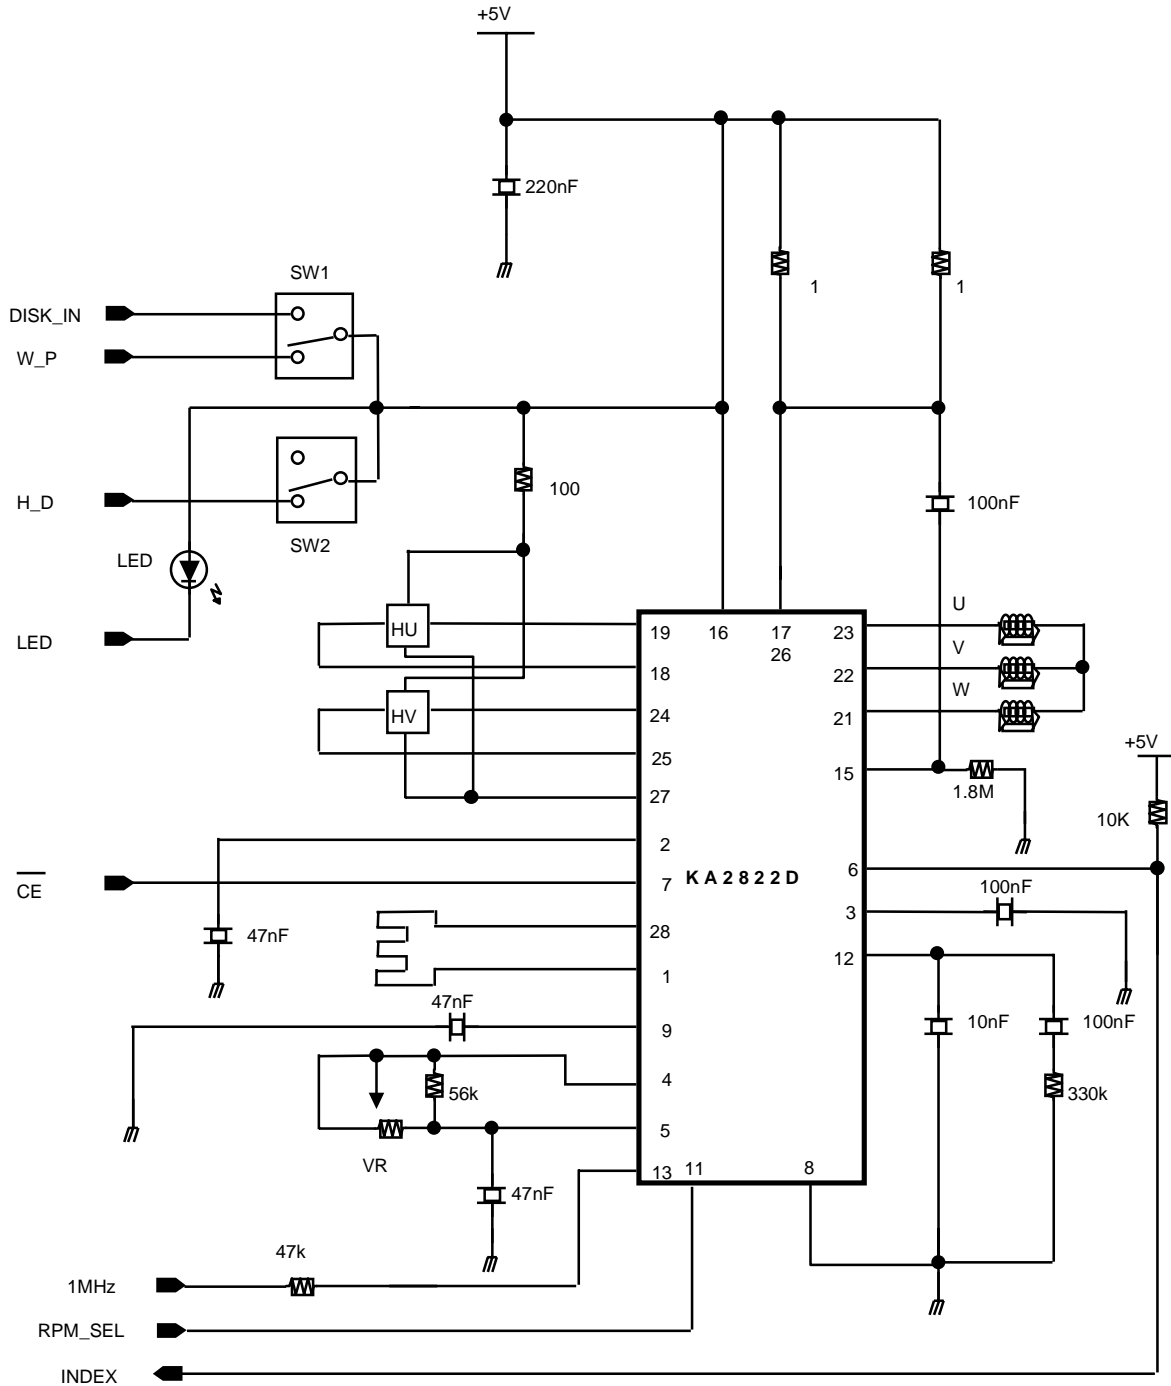 +5V
220nF
SW1
1
1
DISK_IN
W_P
100
100nF
H_D
SW2
LED
U
HU
19
16
17
23
LED
V
26
18
22
W
HV
24
21
+5V
25
15
1.8M
27
10K
2
6
KA2822D
CE
7
100nF
3
47nF
28
12
1
47nF
9
10nF
100nF
4
56k
330k
5
VR
13
11
8
47nF
47k
1MHz
RPM_SEL
INDEX